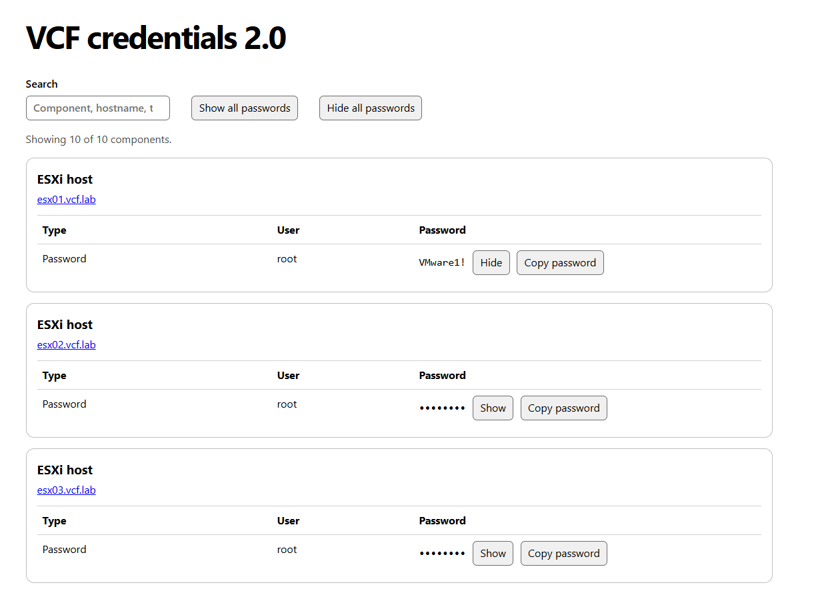 VCF credentials 2.0
Search
Component, hostname, t
Show all passwords
Hide all passwords
Showing 10 of 10 components.
ESXi host
esx01.vcf.lab
Type User Password
Password root VMware1! Hide Copy password
ESXi host
esx02.vcf.lab
Type User Password
Password root •••••••• Show Copy password
ESXi host
esx03.vcf.lab
Type User Password
Password root •••••••• Show Copy password